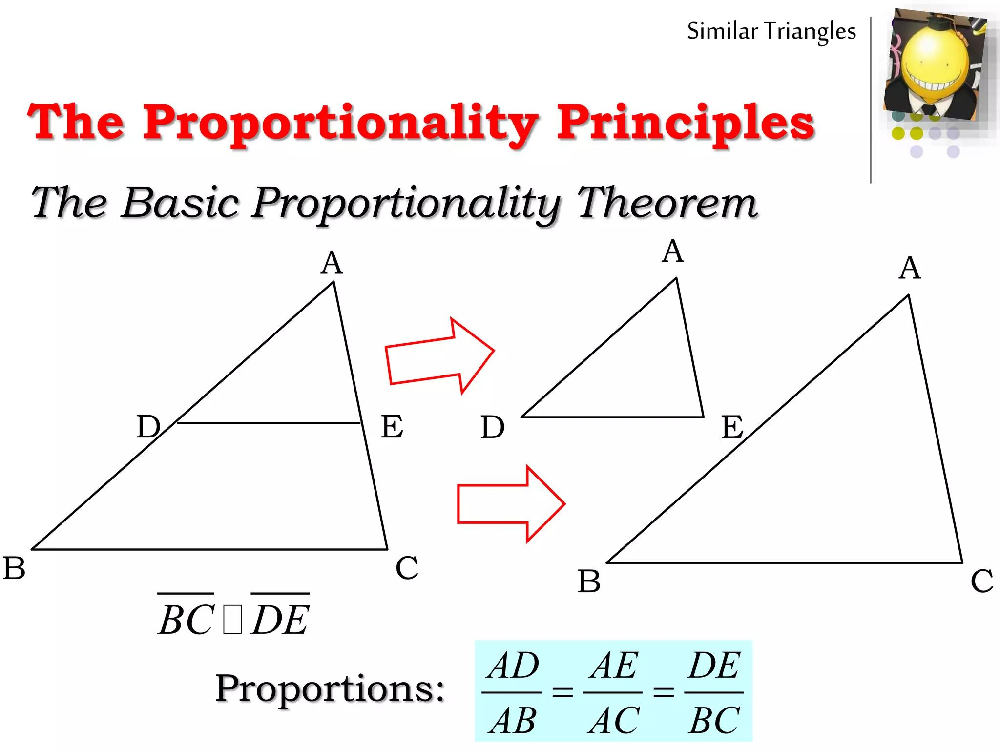 Similar Triangles
The Proportionality Principles
The Basic Proportionality Theorem
A
A
A
D
E
D
E
B
C
B
C
BC □ DE
Proportions: AD/AB = AE/AC = DE/BC